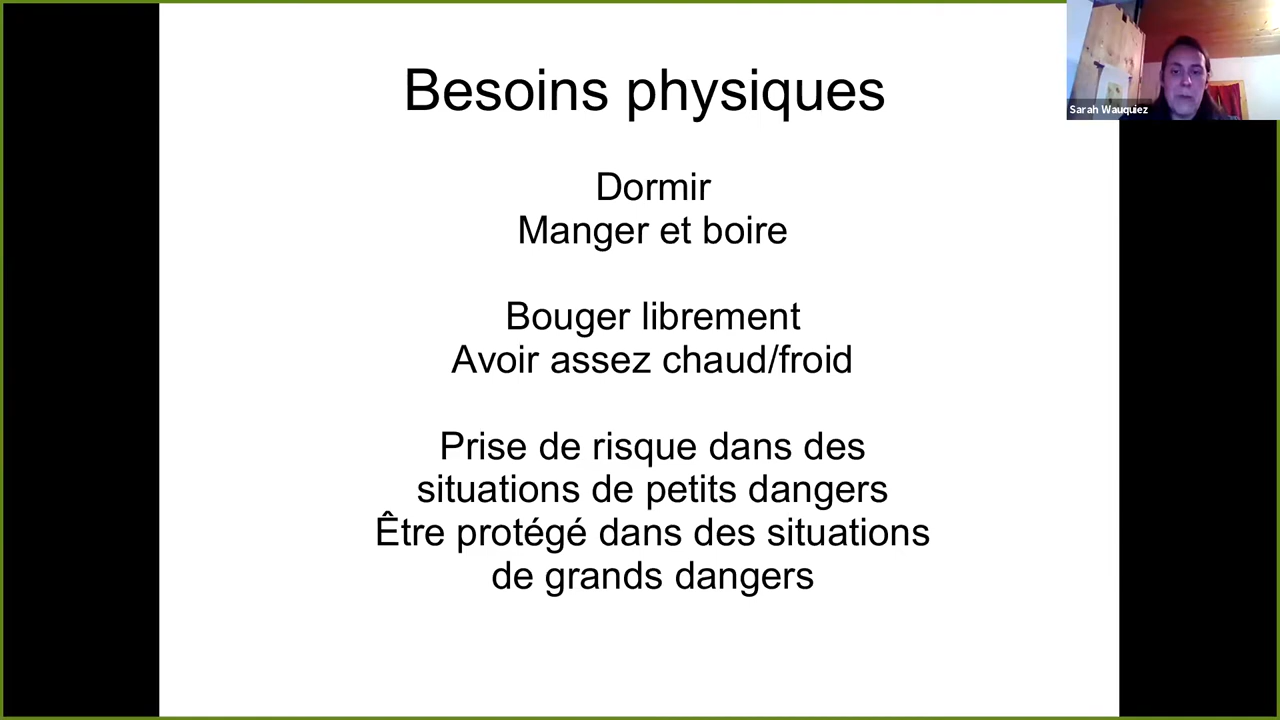 Besoins physiques
Sarah Wauquiez
Dormir
Manger et boire
Bouger librement
Avoir assez chaud/froid
Prise de risque dans des
situations de petits dangers
Être protégé dans des situations
de grands dangers